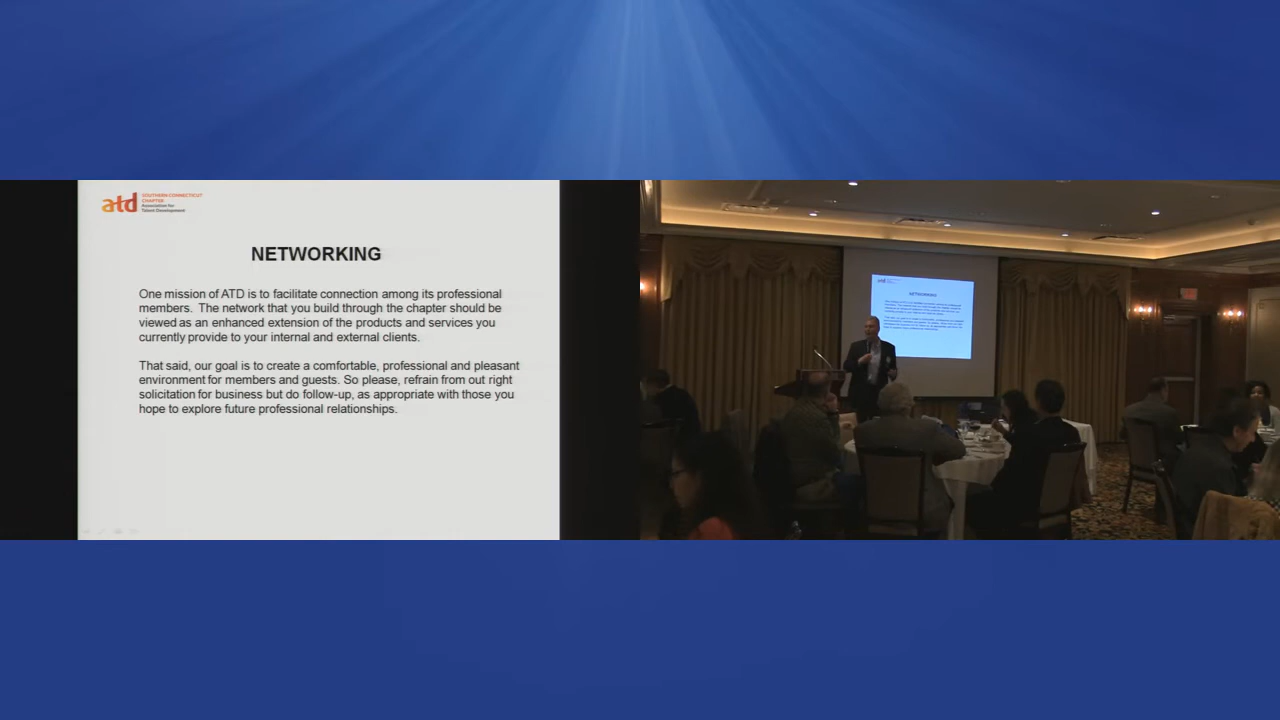 atd
SOUTHERN CONNECTICUT
CHAPTER
Association for
Talent Development
NETWORKING
One mission of ATD is to facilitate connection among its professional
members. The network that you build through the chapter should be
viewed as an enhanced extension of the products and services you
currently provide to your internal and external clients.
That said, our goal is to create a comfortable, professional and pleasant
environment for members and guests. So please, refrain from out right
solicitation for business but do follow-up, as appropriate with those you
hope to explore future professional relationships.
NETWORKING